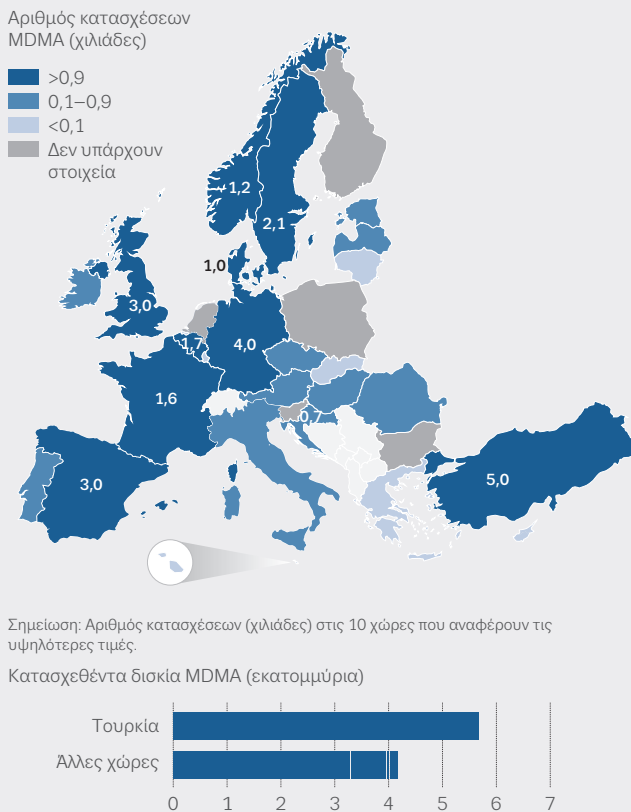 Αριθμός κατασχέσεων
MDMA (χιλιάδες)
>0,9
0,1–0,9
<0,1
Δεν υπάρχουν
στοιχεία
1,2
2,1
1,0
3,0
1,7
4,0
1,6
0,7
3,0
5,0
Σημείωση: Αριθμός κατασχέσεων (χιλιάδες) στις 10 χώρες που αναφέρουν τις
υψηλότερες τιμές.
Κατασχεθέντα δισκία MDMA (εκατομμύρια)
Τουρκία
Άλλες χώρες
0 1 2 3 4 5 6 7